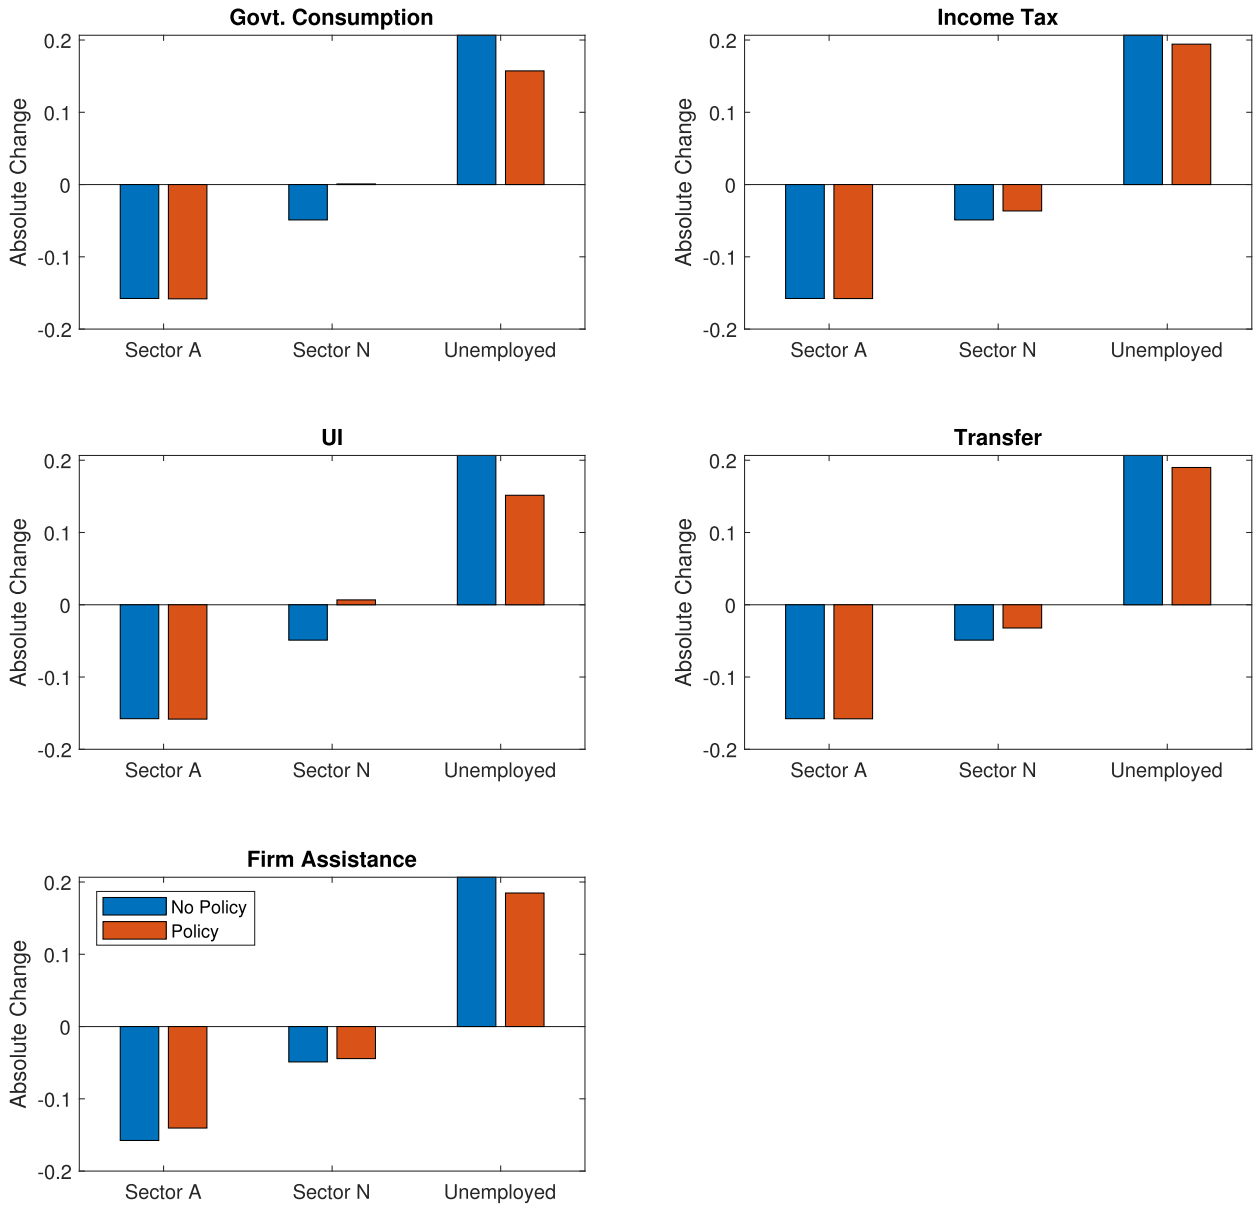 Govt. Consumption
Absolute Change
0.2
0.1
0
-0.1
-0.2
Sector A
Sector N
Unemployed
Income Tax
Absolute Change
0.2
0.1
0
-0.1
-0.2
Sector A
Sector N
Unemployed
UI
Absolute Change
0.2
0.1
0
-0.1
-0.2
Sector A
Sector N
Unemployed
Transfer
Absolute Change
0.2
0.1
0
-0.1
-0.2
Sector A
Sector N
Unemployed
Firm Assistance
Absolute Change
0.2
0.1
0
-0.1
-0.2
No Policy
Policy
Sector A
Sector N
Unemployed